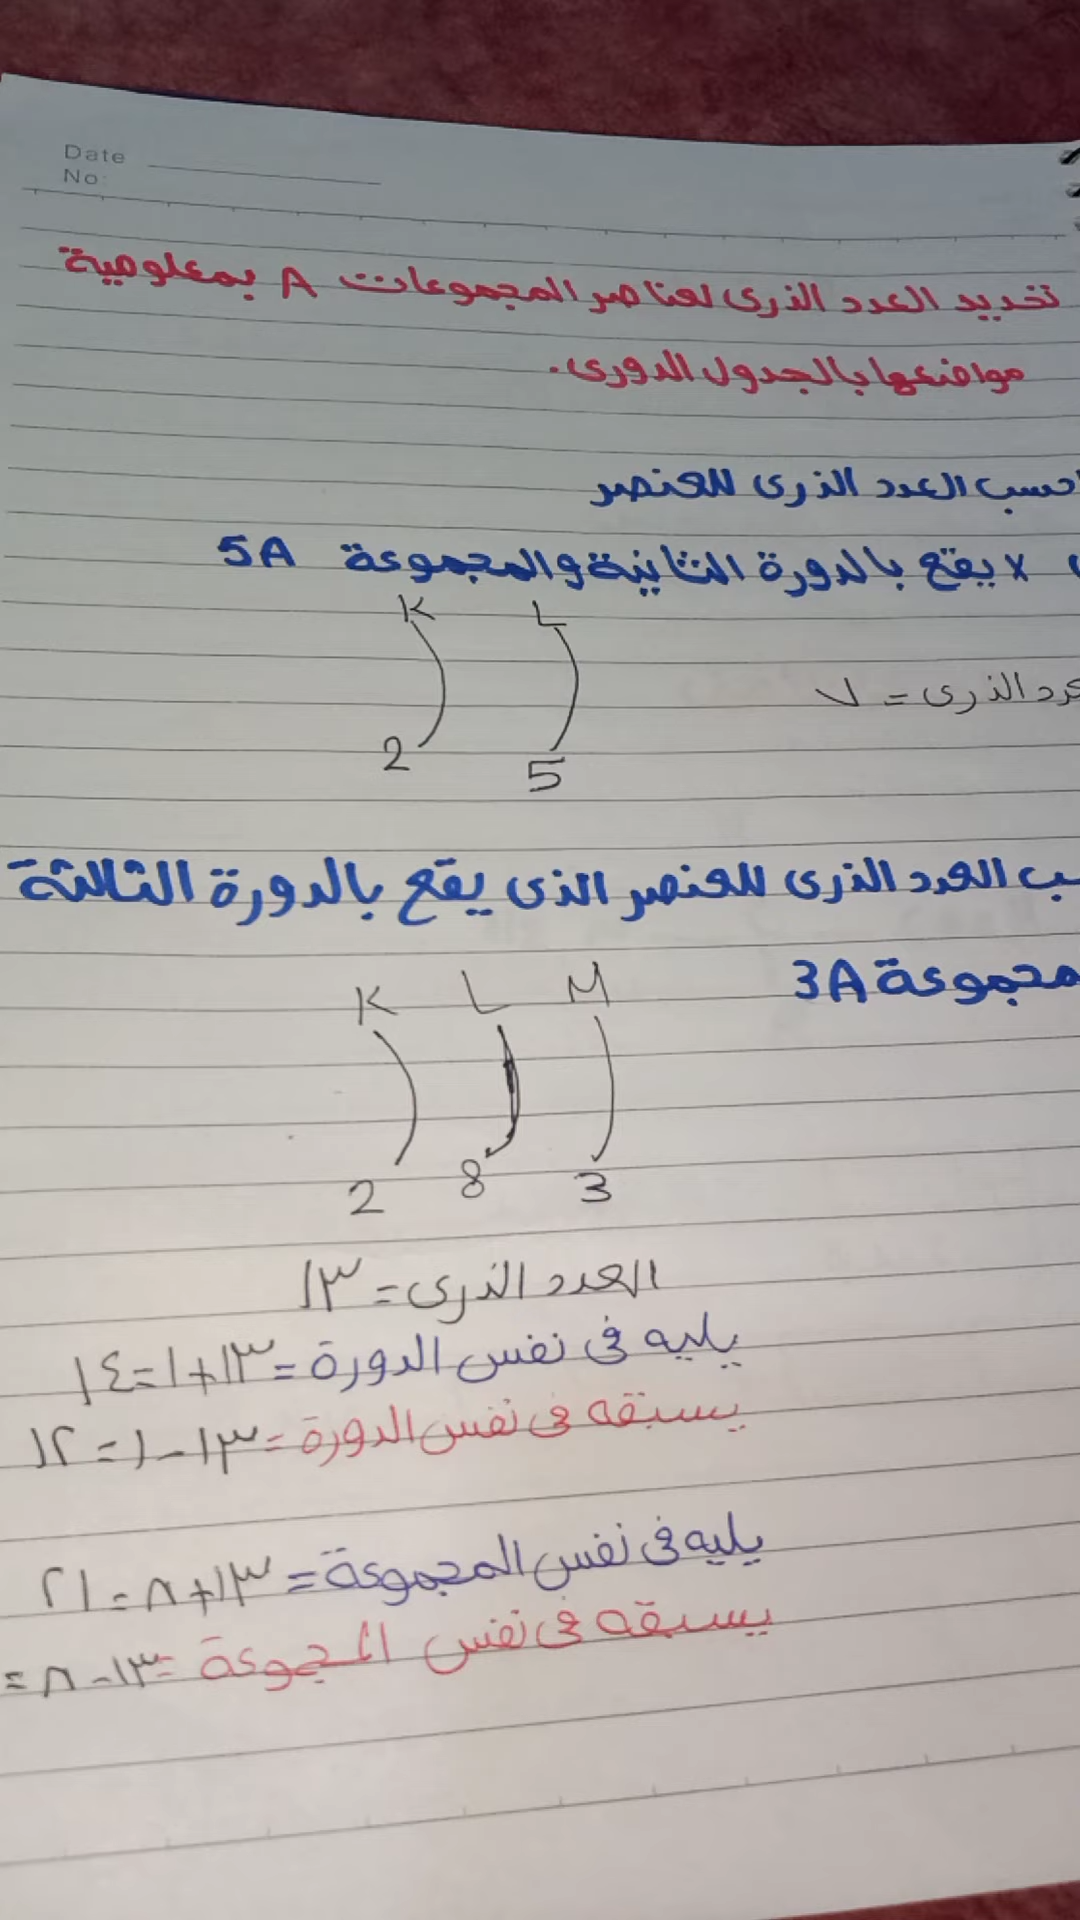 Date
No:
تحديد العدد الذرى لعناصر المجموعات A بمعلومية
مواضعها بالجدول الدورى.
احسب العدد الذرى للعنصر
x يقع بالدورة الثانية والمجموعة 5A
K L
الذرى = ٧
2 5
العدد الذرى للعنصر الذى يقع بالدورة الثالثة
مجموعة 3A
K L M
2 8 3
العدد الذرى = ١٣
يليه فى نفس الدورة = ١٣+١=١٤
يسبقه فى نفس الدورة = ١٣-١=١٢
يليه فى نفس المجموعة = ١٣+٨=٢١
يسبقه فى نفس المجموعة = ١٣-٨=